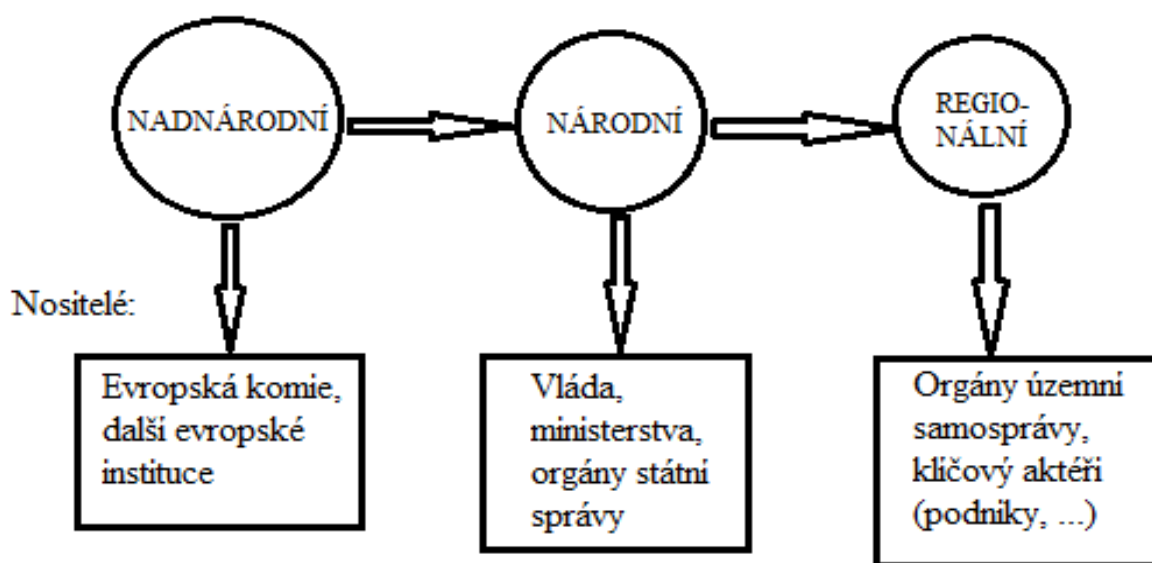 NADNÁRODNÍ
NÁRODNÍ
REGIO-
NÁLNÍ
Nositelé:
Evropská komie,
další evropské
instituce
Vláda,
ministerstva,
orgány státní
správy
Orgány územní
samosprávy,
klíčový aktéři
(podniky, ...)